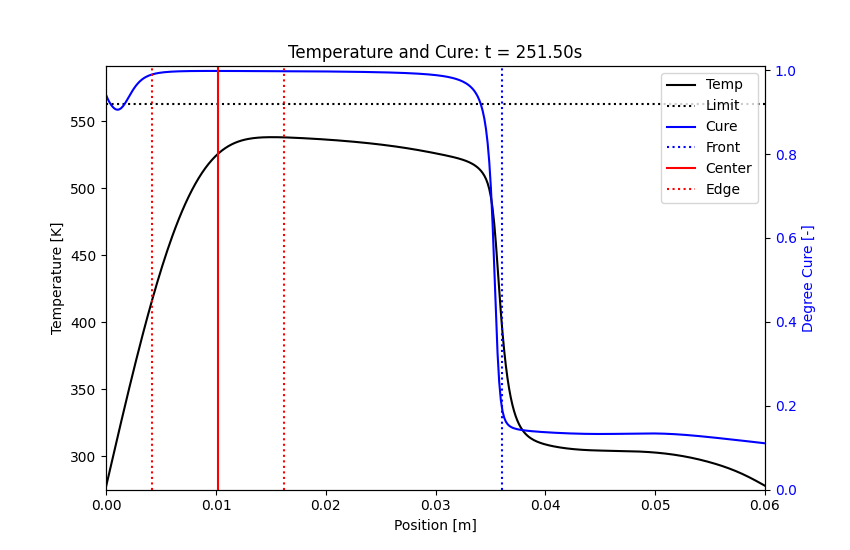 Temperature and Cure: t = 251.50s
Temp
Limit
Cure
Front
Center
Edge
550
500
450
400
350
300
Temperature [K]
1.0
0.8
0.6
0.4
0.2
0.0
Degree Cure [-]
0.00 0.01 0.02 0.03 0.04 0.05 0.06
Position [m]